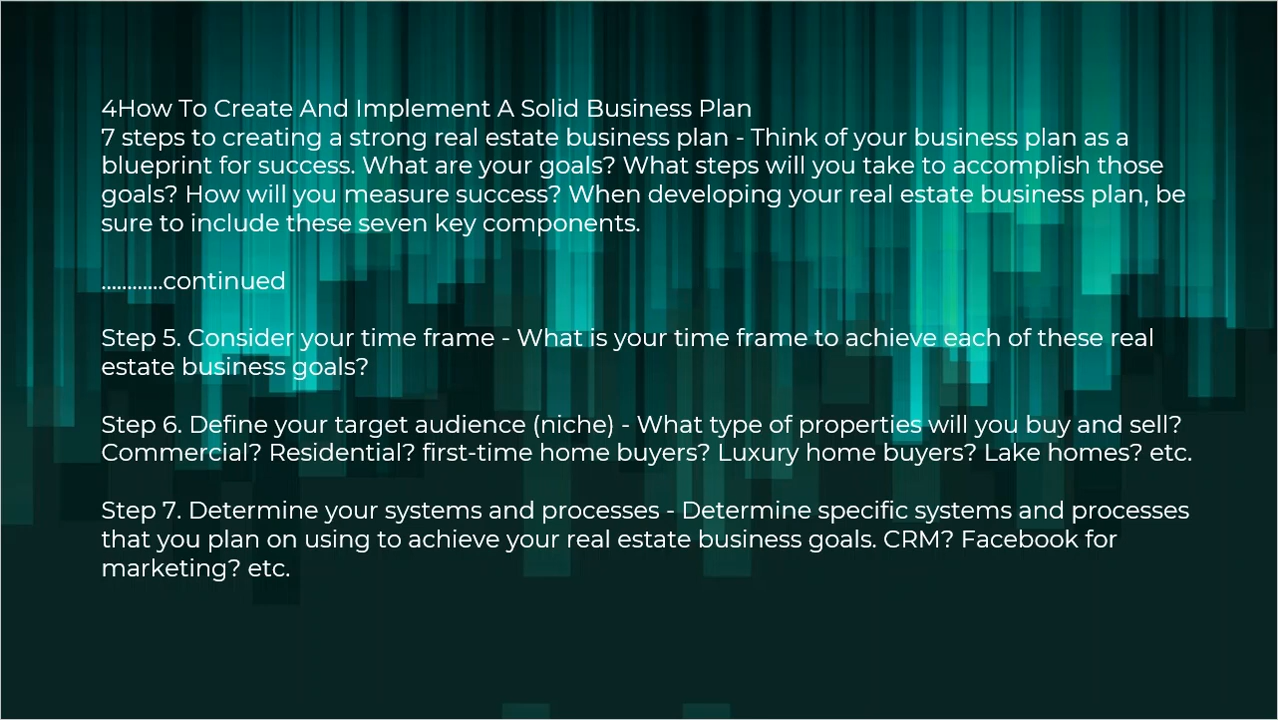 4How To Create And Implement A Solid Business Plan
7 steps to creating a strong real estate business plan - Think of your business plan as a
blueprint for success. What are your goals? What steps will you take to accomplish those
goals? How will you measure success? When developing your real estate business plan, be
sure to include these seven key components.
............continued
Step 5. Consider your time frame - What is your time frame to achieve each of these real
estate business goals?
Step 6. Define your target audience (niche) - What type of properties will you buy and sell?
Commercial? Residential? first-time home buyers? Luxury home buyers? Lake homes? etc.
Step 7. Determine your systems and processes - Determine specific systems and processes
that you plan on using to achieve your real estate business goals. CRM? Facebook for
marketing? etc.